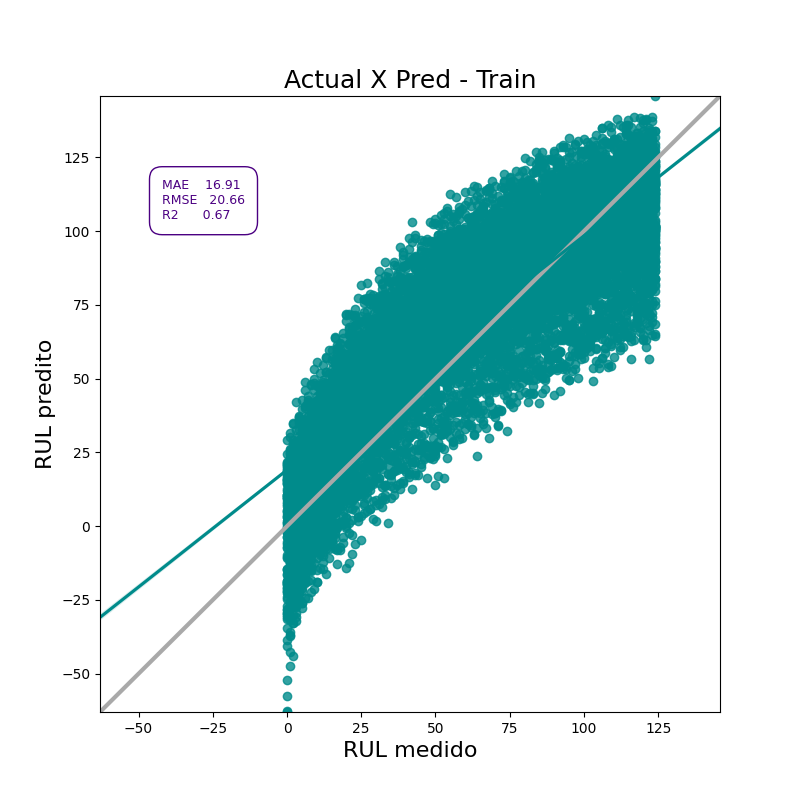 Actual X Pred - Train
MAE 16.91
RMSE 20.66
R2 0.67
RUL predito
125
100
75
50
25
0
−25
−50
−50 −25 0 25 50 75 100 125
RUL medido